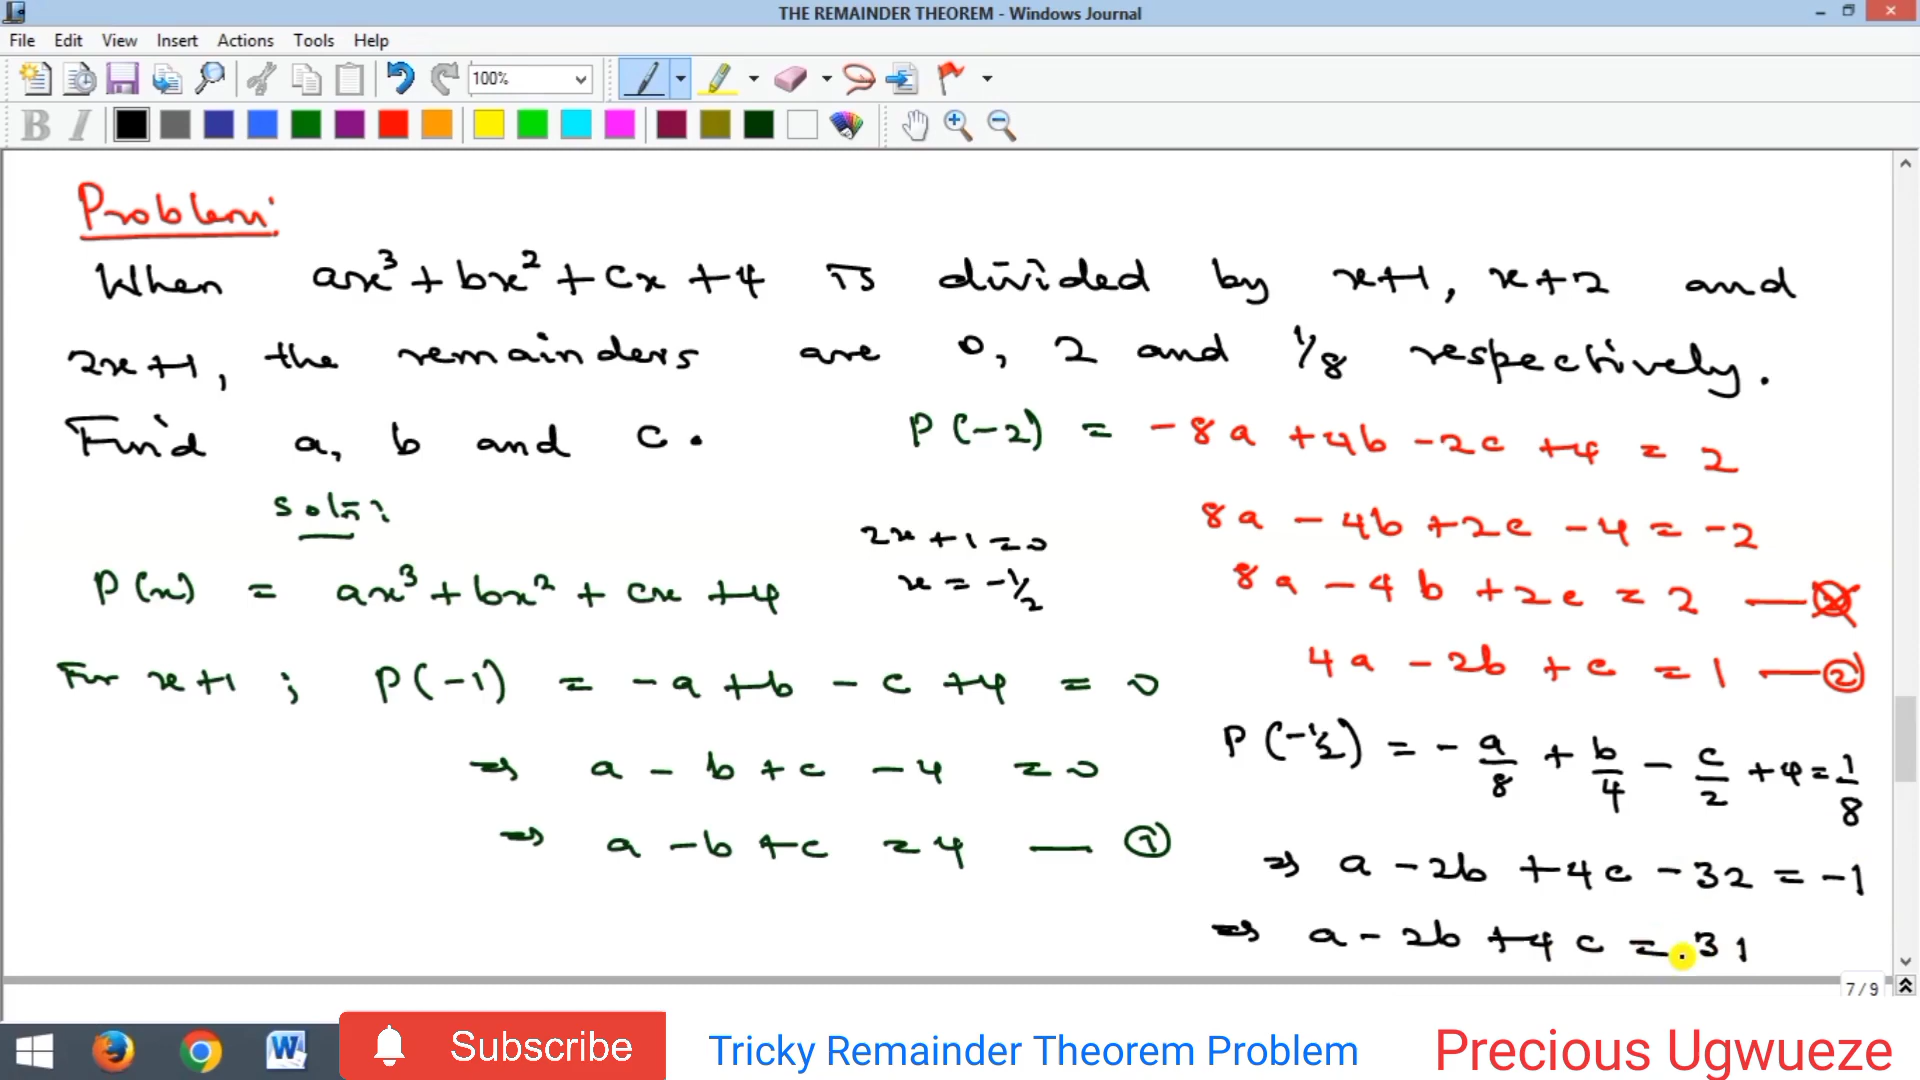 THE REMAINDER THEOREM - Windows Journal
File Edit View Insert Actions Tools Help
100%
B I
Problem:
When ax³ + bx² + cx + 4 is divided by x+1, x+2 and
2x+1, the remainders are 0, 2 and 1/8 respectively.
Find a, b and c.
P(-2) = -8a + 4b - 2c + 4 = 2
8a - 4b + 2c - 4 = -2
8a - 4b + 2c = 2 —
4a - 2b + c = 1 — ②
Soln:
2x + 1 = 0
x = -1/2
P(x) = ax³ + bx² + cx + 4
For x+1 ; P(-1) = -a + b - c + 4 = 0
⇒ a - b + c - 4 = 0
⇒ a - b + c = 4 — ①
P(-1/2) = - a/8 + b/4 - c/2 + 4 = 1/8
⇒ a - 2b + 4c - 32 = -1
⇒ a - 2b + 4c = 31
7 / 9
Subscribe
Tricky Remainder Theorem Problem
Precious Ugwueze